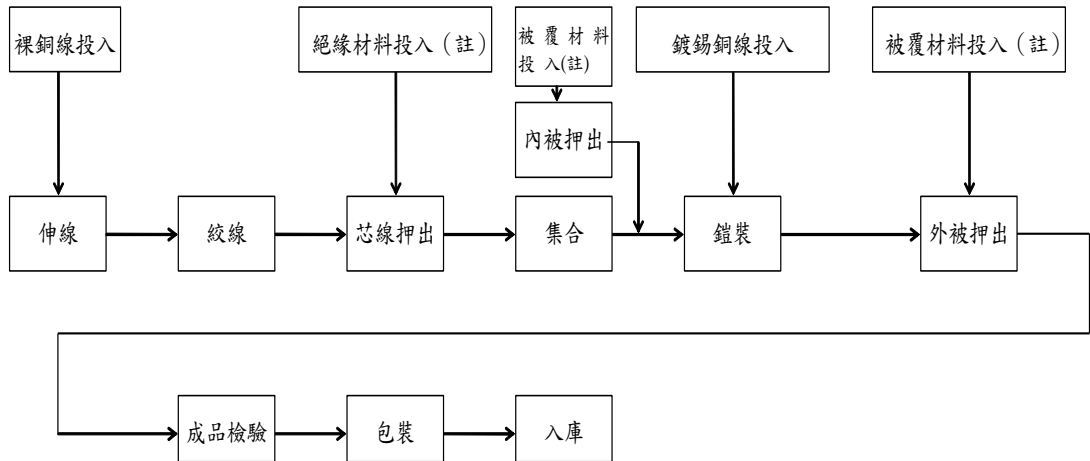 裸銅線投入
絕緣材料投入（註）
被覆材料
投入(註)
鍍錫銅線投入
被覆材料投入（註）
內被押出
伸線
絞線
芯線押出
集合
鎧裝
外被押出
成品檢驗
包裝
入庫